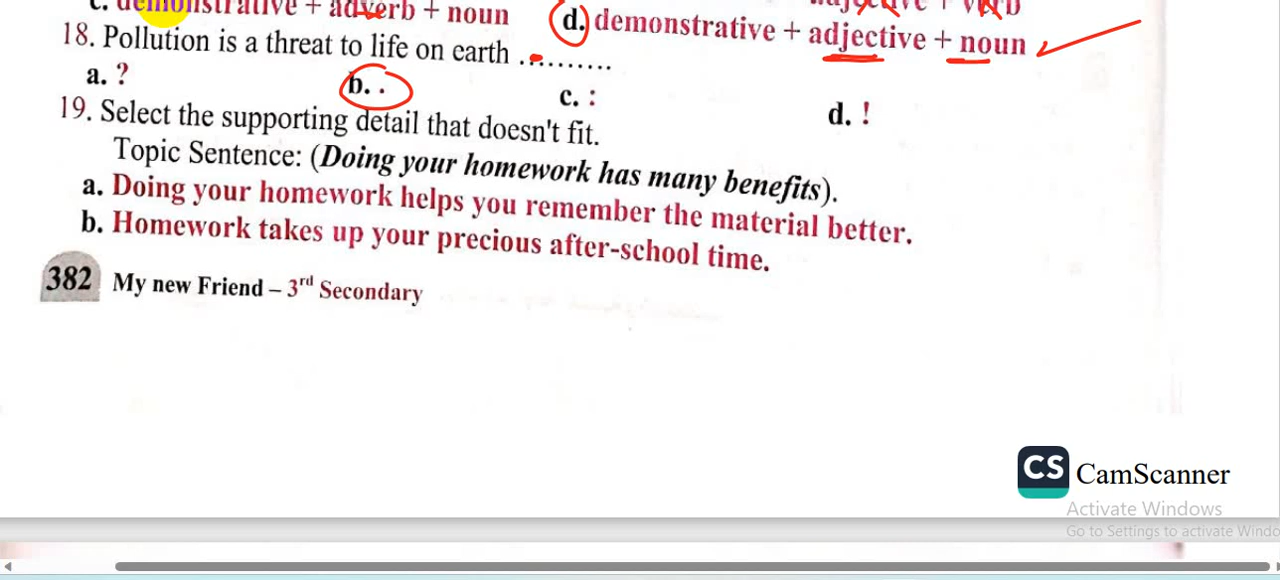 c. demonstrative + adverb + noun
d. demonstrative + adjective + noun
18. Pollution is a threat to life on earth ...........
a. ?
b. .
c. :
d. !
19. Select the supporting detail that doesn't fit.
Topic Sentence: (Doing your homework has many benefits).
a. Doing your homework helps you remember the material better.
b. Homework takes up your precious after-school time.
382 My new Friend – 3rd Secondary
CS CamScanner
Activate Windows
Go to Settings to activate Windo